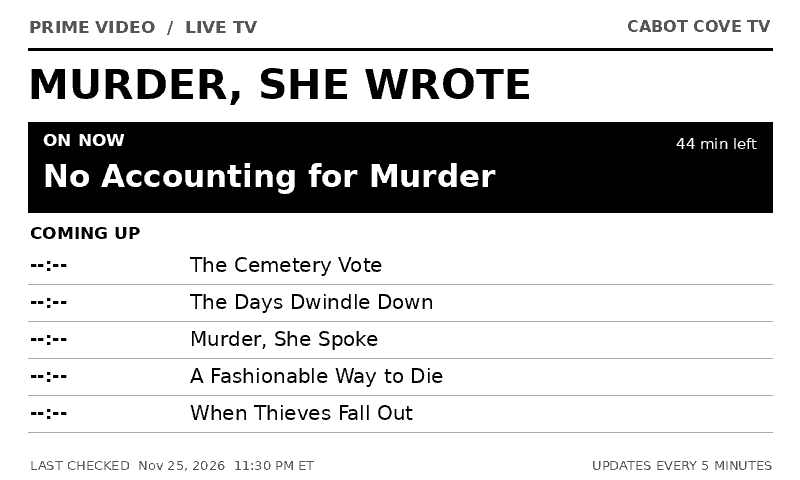 PRIME VIDEO / LIVE TV
CABOT COVE TV
MURDER, SHE WROTE
ON NOW
44 min left
No Accounting for Murder
COMING UP
--:-- The Cemetery Vote
--:-- The Days Dwindle Down
--:-- Murder, She Spoke
--:-- A Fashionable Way to Die
--:-- When Thieves Fall Out
LAST CHECKED Nov 25, 2026 11:30 PM ET
UPDATES EVERY 5 MINUTES